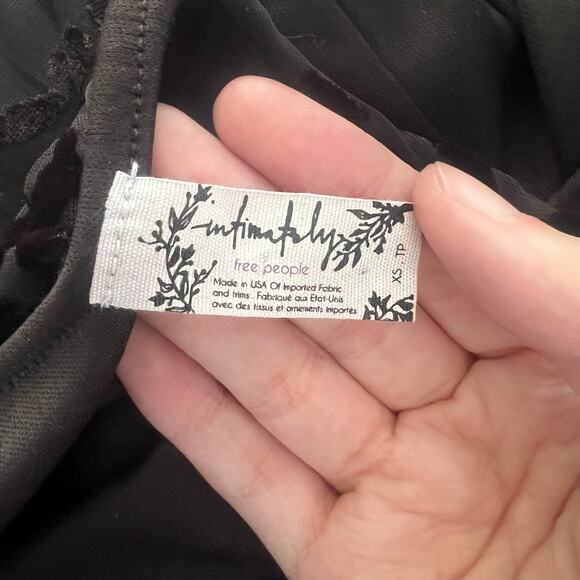 intimately
free people
Made in USA Of Imported Fabric
and trims . Fabriqué aux Etat-Unis
avec des tissus et ornements importés
XS . TP